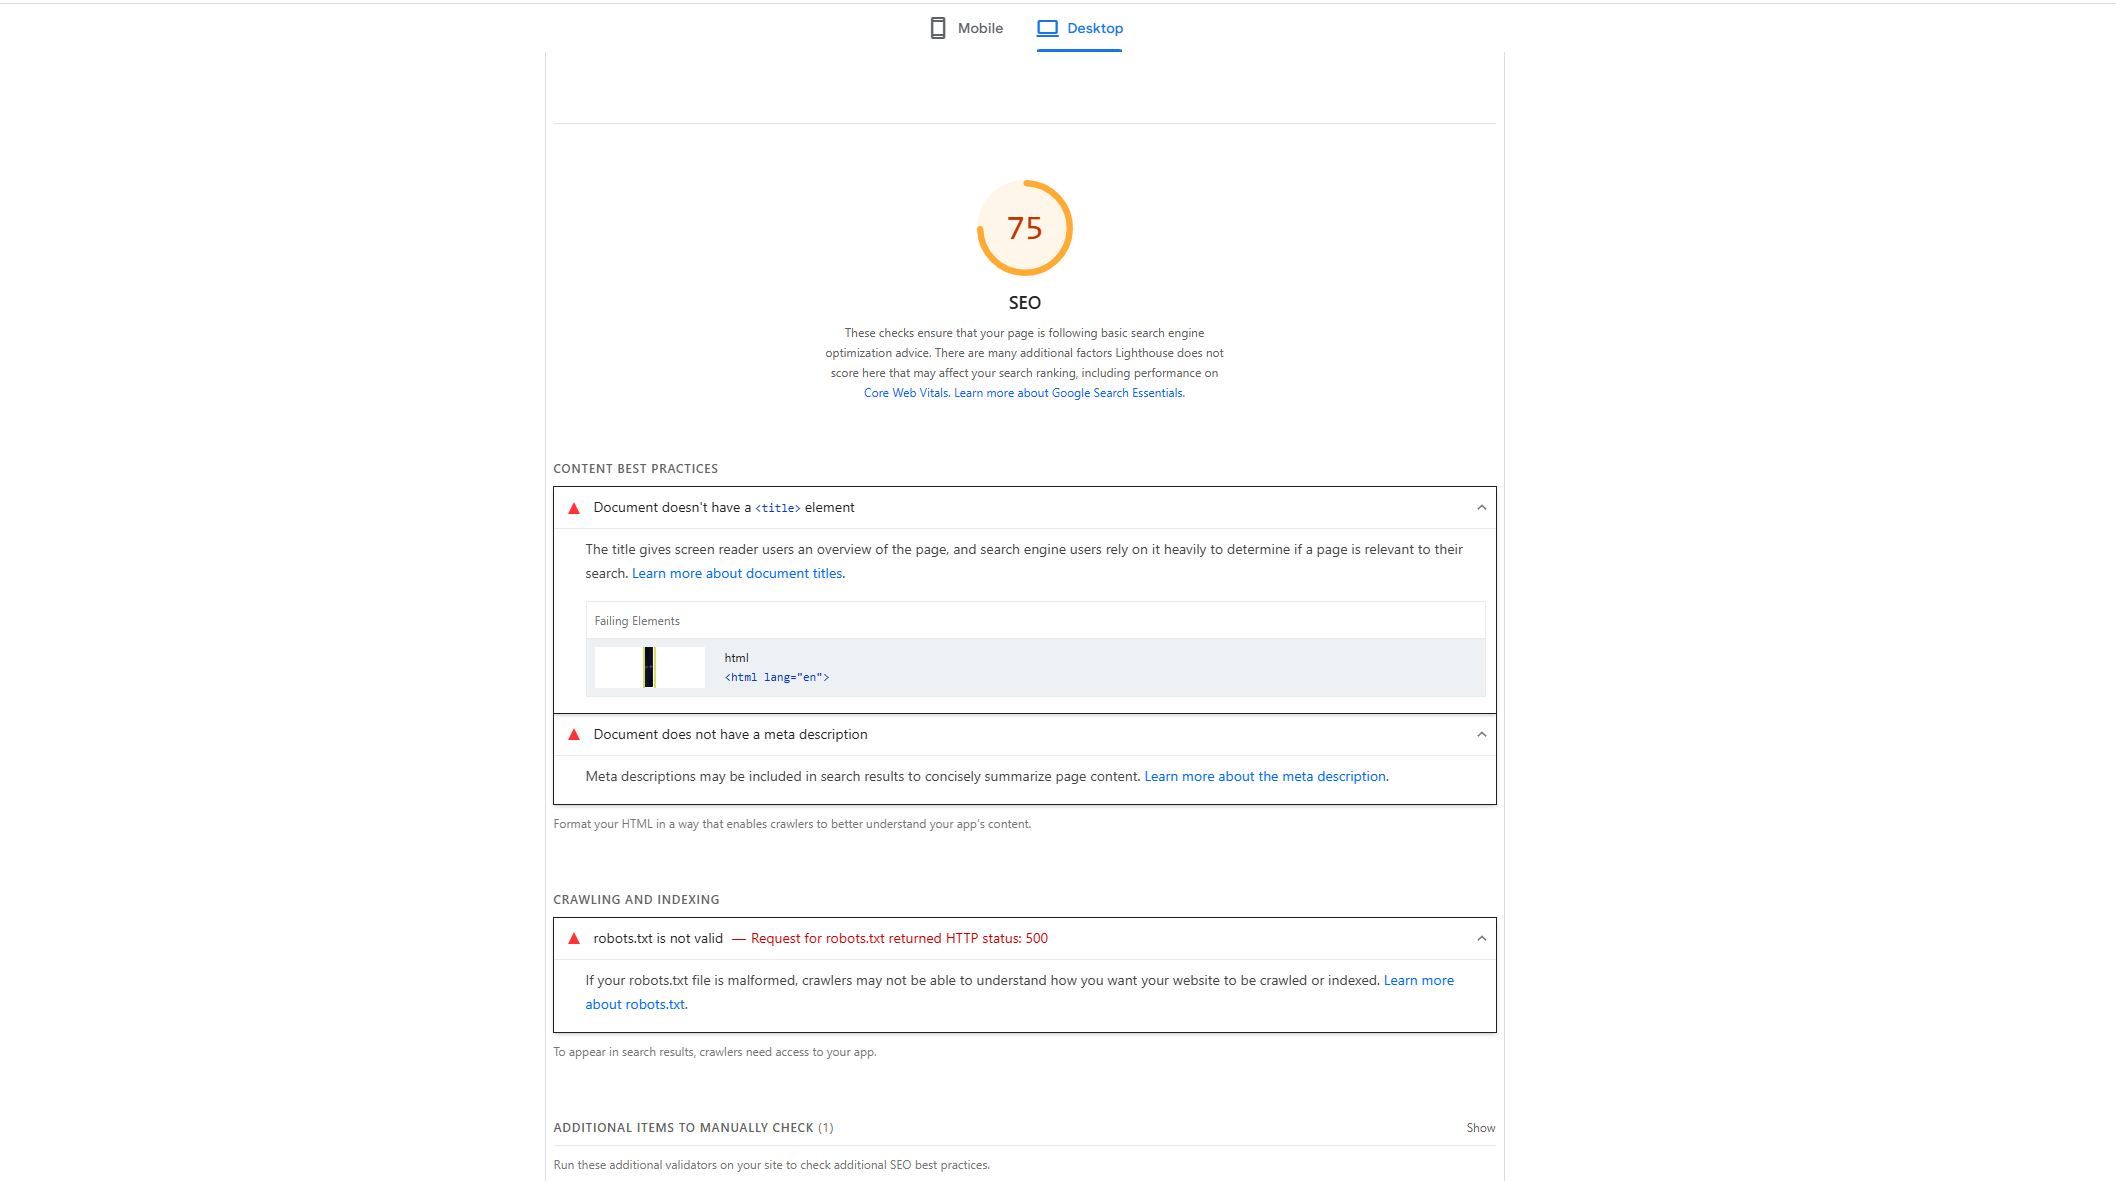 Mobile
Desktop
75
SEO
These checks ensure that your page is following basic search engine
optimization advice. There are many additional factors Lighthouse does not
score here that may affect your search ranking, including performance on
Core Web Vitals. Learn more about Google Search Essentials.
CONTENT BEST PRACTICES
Document doesn't have a <title> element
The title gives screen reader users an overview of the page, and search engine users rely on it heavily to determine if a page is relevant to their
search. Learn more about document titles.
Failing Elements
html
<html lang="en">
Document does not have a meta description
Meta descriptions may be included in search results to concisely summarize page content. Learn more about the meta description.
Format your HTML in a way that enables crawlers to better understand your app's content.
CRAWLING AND INDEXING
robots.txt is not valid — Request for robots.txt returned HTTP status: 500
If your robots.txt file is malformed, crawlers may not be able to understand how you want your website to be crawled or indexed. Learn more
about robots.txt.
To appear in search results, crawlers need access to your app.
ADDITIONAL ITEMS TO MANUALLY CHECK (1)
Show
Run these additional validators on your site to check additional SEO best practices.